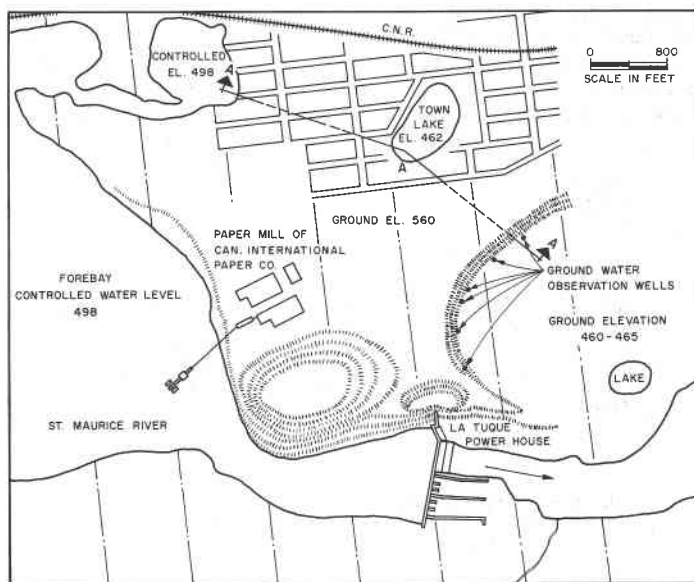 C.N.R.
CONTROLLED
EL. 498
A
0 800
SCALE IN FEET
TOWN
LAKE
EL. 462
A
GROUND EL. 560
PAPER MILL OF
CAN. INTERNATIONAL
PAPER CO.
A
GROUND WATER
OBSERVATION WELLS
FOREBAY
CONTROLLED WATER LEVEL
498
GROUND ELEVATION
460-465
LAKE
ST. MAURICE RIVER
LA TUQUE
POWER HOUSE